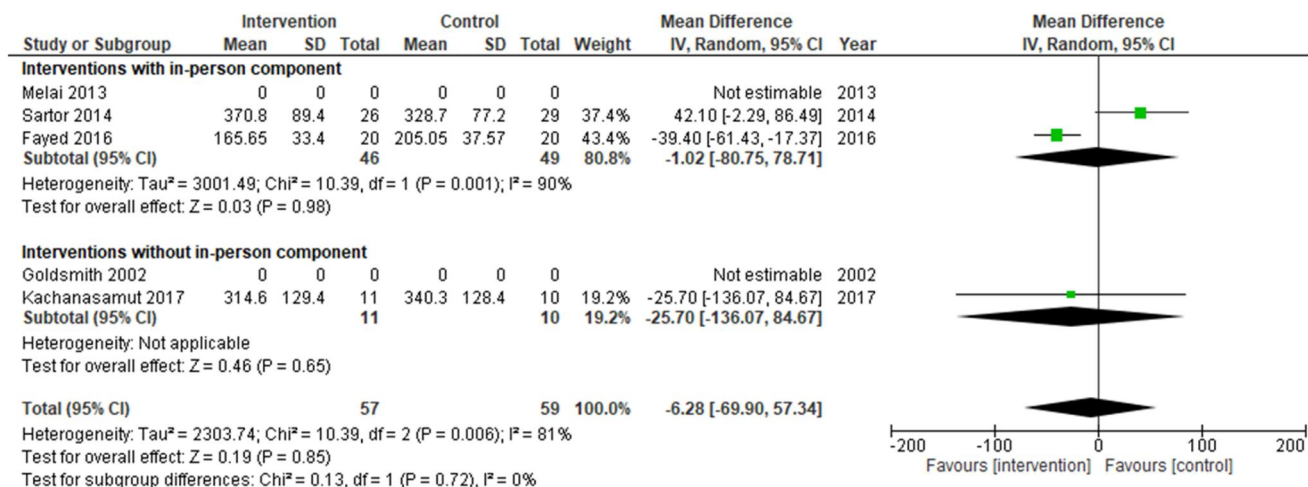 Intervention Control Mean Difference Mean Difference
Study or Subgroup Mean SD Total Mean SD Total Weight IV, Random, 95% CI Year IV, Random, 95% CI
Interventions with in-person component
Melai 2013 0 0 0 0 0 0 Not estimable 2013
Sartor 2014 370.8 89.4 26 328.7 77.2 29 37.4% 42.10 [-2.29, 86.49] 2014
Fayed 2016 165.65 33.4 20 205.05 37.57 20 43.4% -39.40 [-61.43, -17.37] 2016
Subtotal (95% CI) 46 49 80.8% -1.02 [-80.75, 78.71]
Heterogeneity: Tau² = 3001.49; Chi² = 10.39, df = 1 (P = 0.001); I² = 90%
Test for overall effect: Z = 0.03 (P = 0.98)
Interventions without in-person component
Goldsmith 2002 0 0 0 0 0 0 Not estimable 2002
Kachanasamut 2017 314.6 129.4 11 340.3 128.4 10 19.2% -25.70 [-136.07, 84.67] 2017
Subtotal (95% CI) 11 10 19.2% -25.70 [-136.07, 84.67]
Heterogeneity: Not applicable
Test for overall effect: Z = 0.46 (P = 0.65)
Total (95% CI) 57 59 100.0% -6.28 [-69.90, 57.34]
Heterogeneity: Tau² = 2303.74; Chi² = 10.39, df = 2 (P = 0.006); I² = 81%
Test for overall effect: Z = 0.19 (P = 0.85)
Test for subgroup differences: Chi² = 0.13, df = 1 (P = 0.72), I² = 0%
-200 -100 0 100 200
Favours [intervention] Favours [control]